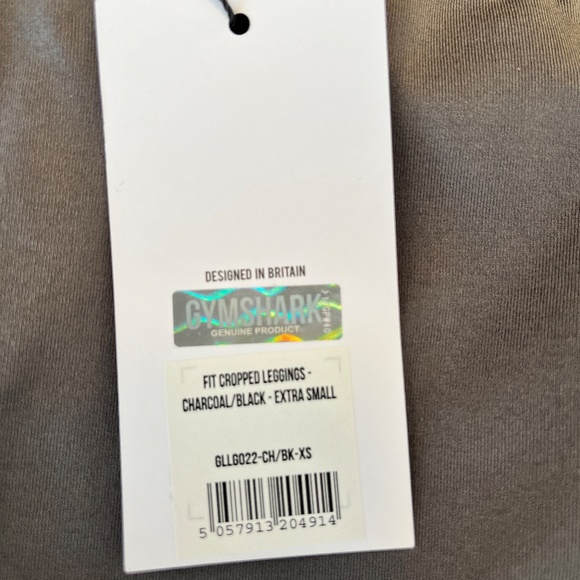 DESIGNED IN BRITAIN
GYMSHARK
GENUINE PRODUCT
FIT CROPPED LEGGINGS -
CHARCOAL/BLACK - EXTRA SMALL
GLLG022-CH/BK-XS
5 057913 204914